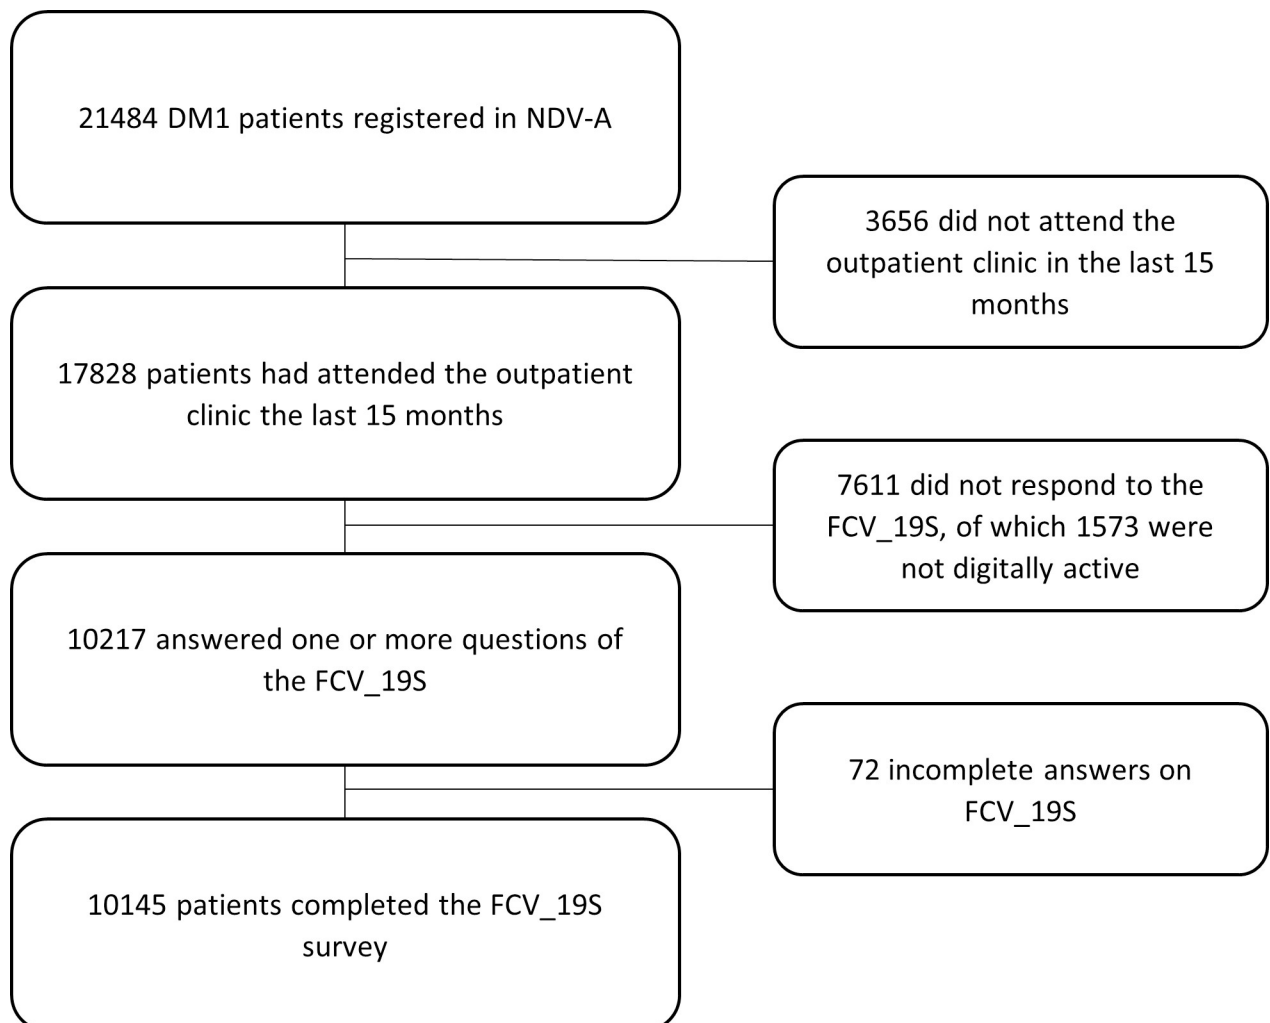 21484 DM1 patients registered in NDV-A
3656 did not attend the
outpatient clinic in the last 15
months
17828 patients had attended the outpatient
clinic the last 15 months
7611 did not respond to the
FCV_19S, of which 1573 were
not digitally active
10217 answered one or more questions of
the FCV_19S
72 incomplete answers on
FCV_19S
10145 patients completed the FCV_19S
survey